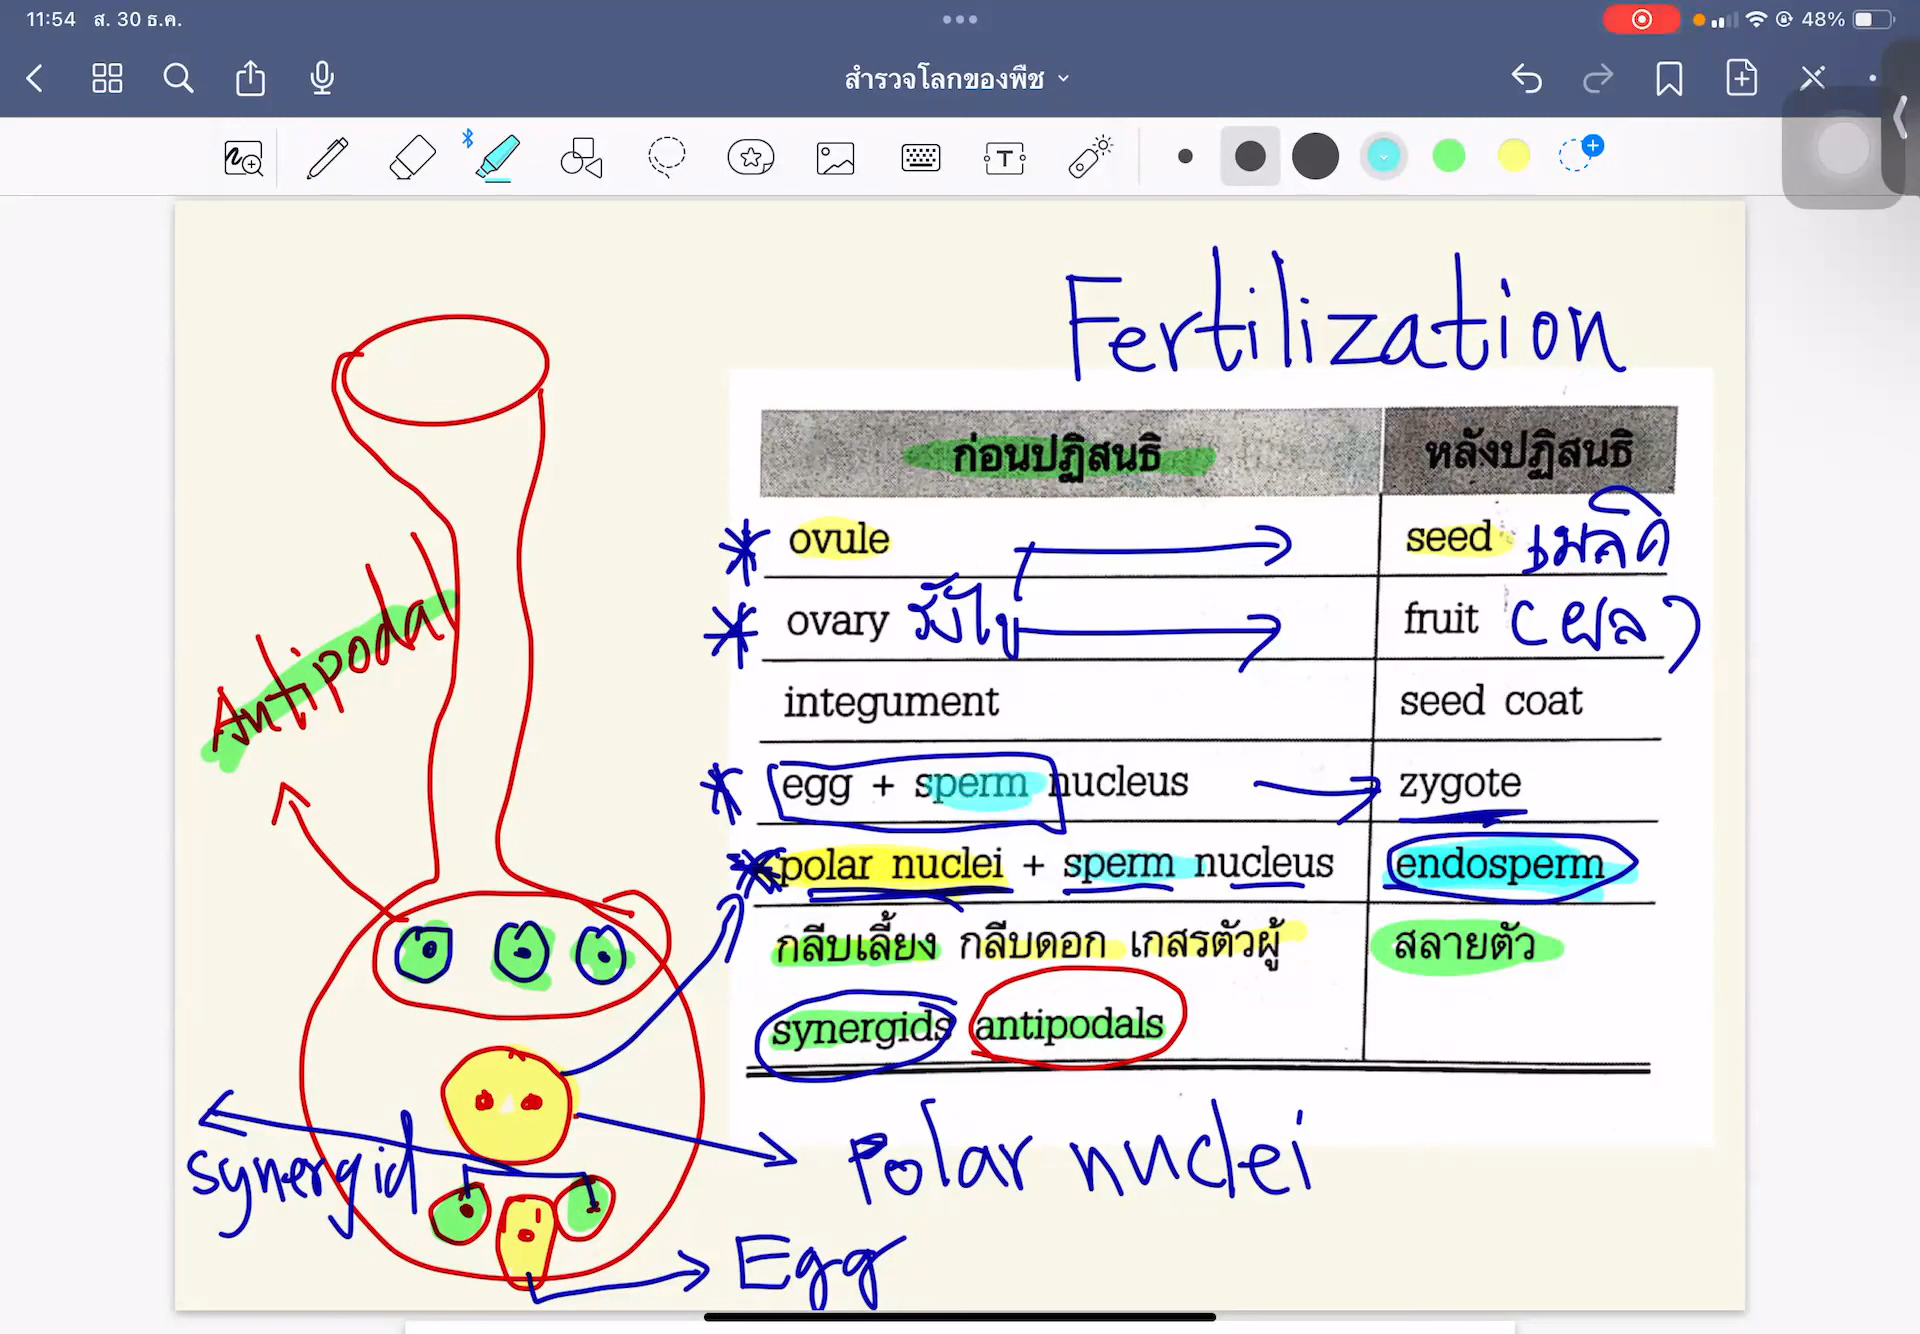 11:54 ส. 30 ธ.ค.
48%
สำรวจโลกของพืช
Fertilization
ก่อนปฏิสนธิ หลังปฏิสนธิ
ovule seed เมล็ด
ovary รังไข่ fruit (ผล)
integument seed coat
egg + sperm nucleus zygote
polar nuclei + sperm nucleus endosperm
กลีบเลี้ยง กลีบดอก เกสรตัวผู้ สลายตัว
synergids antipodals
Antipodal
synergid
Polar nuclei
Egg